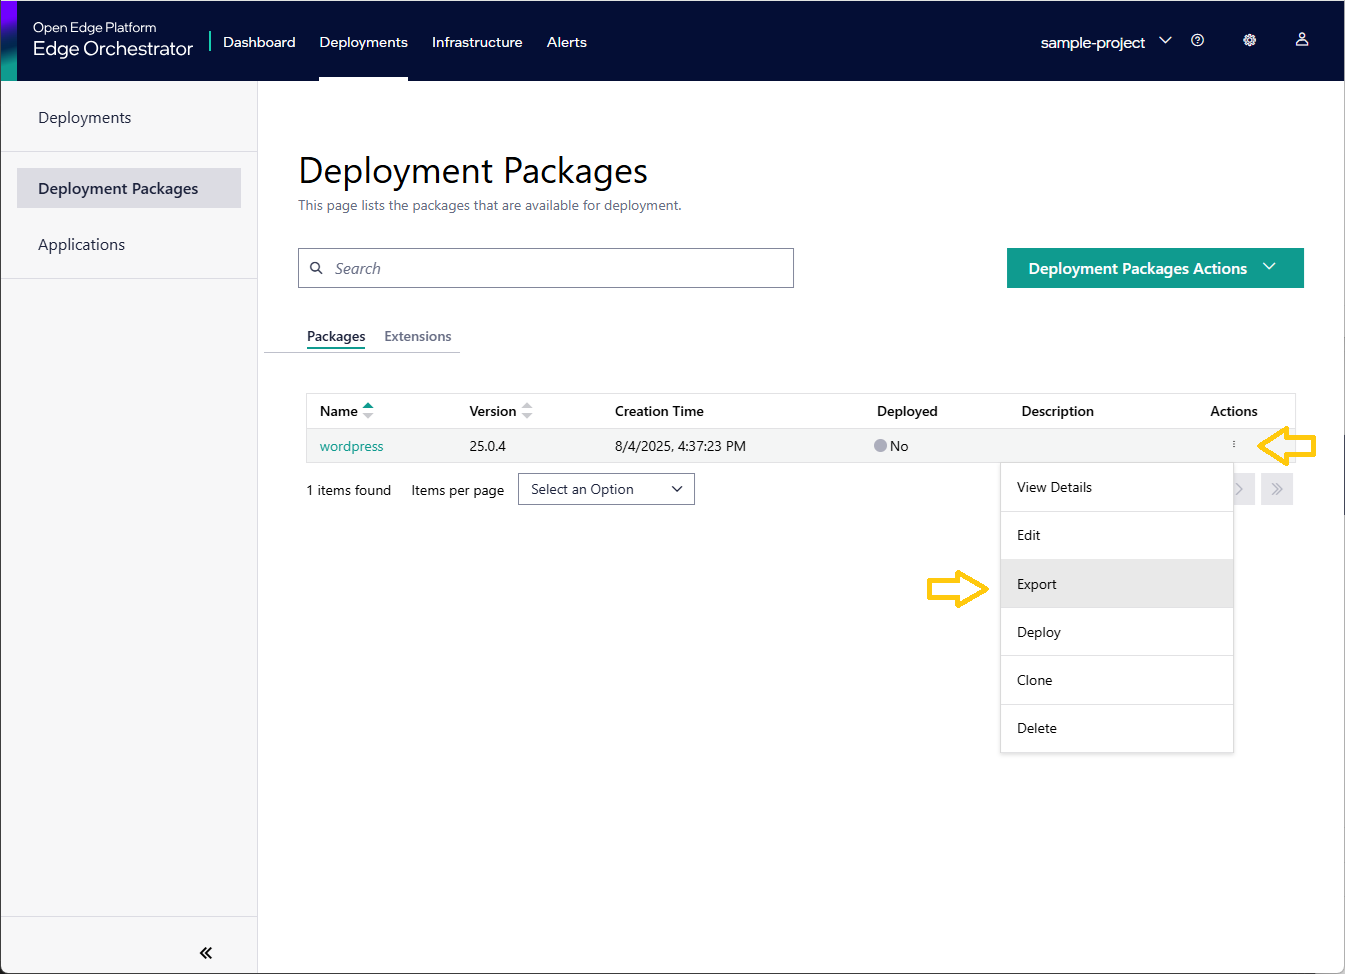 Open Edge Platform
Edge Orchestrator
Dashboard Deployments Infrastructure Alerts
sample-project
Deployments
Deployment Packages
Applications
Deployment Packages
This page lists the packages that are available for deployment.
Search
Deployment Packages Actions
Packages Extensions
Name Version Creation Time Deployed Description Actions
wordpress 25.0.4 8/4/2025, 4:37:23 PM No
1 items found Items per page Select an Option
View Details
Edit
Export
Deploy
Clone
Delete